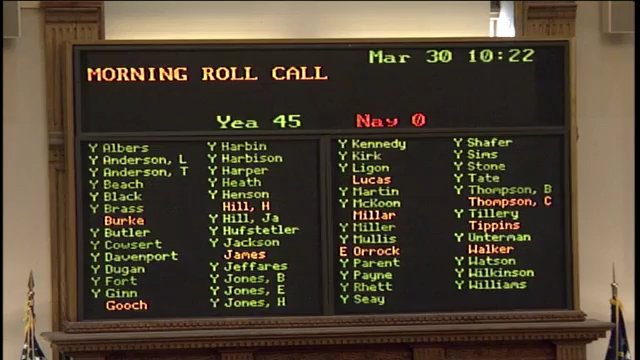 Mar 30 10:22
MORNING ROLL CALL
Yea 45 Nay 0
Y Albers
Y Anderson, L
Y Anderson, T
Y Beach
Y Black
Y Brass
Burke
Y Butler
Y Cowsert
Y Davenport
Y Dugan
Y Fort
Y Ginn
Gooch
Y Harbin
Y Harbison
Y Harper
Y Heath
Y Henson
Hill, H
Y Hill, Ja
Y Hufstetler
Y Jackson
James
Y Jeffares
Y Jones, B
Y Jones, E
Y Jones, H
Y Kennedy
Y Kirk
Y Ligon
Lucas
Y Martin
Y McKoon
Millar
Y Miller
Y Mullis
E Orrock
Y Parent
Y Payne
Y Rhett
Y Seay
Y Shafer
Y Sims
Y Stone
Y Tate
Y Thompson, B
Thompson, C
Y Tillery
Tippins
Y Unterman
Walker
Y Watson
Y Wilkinson
Y Williams